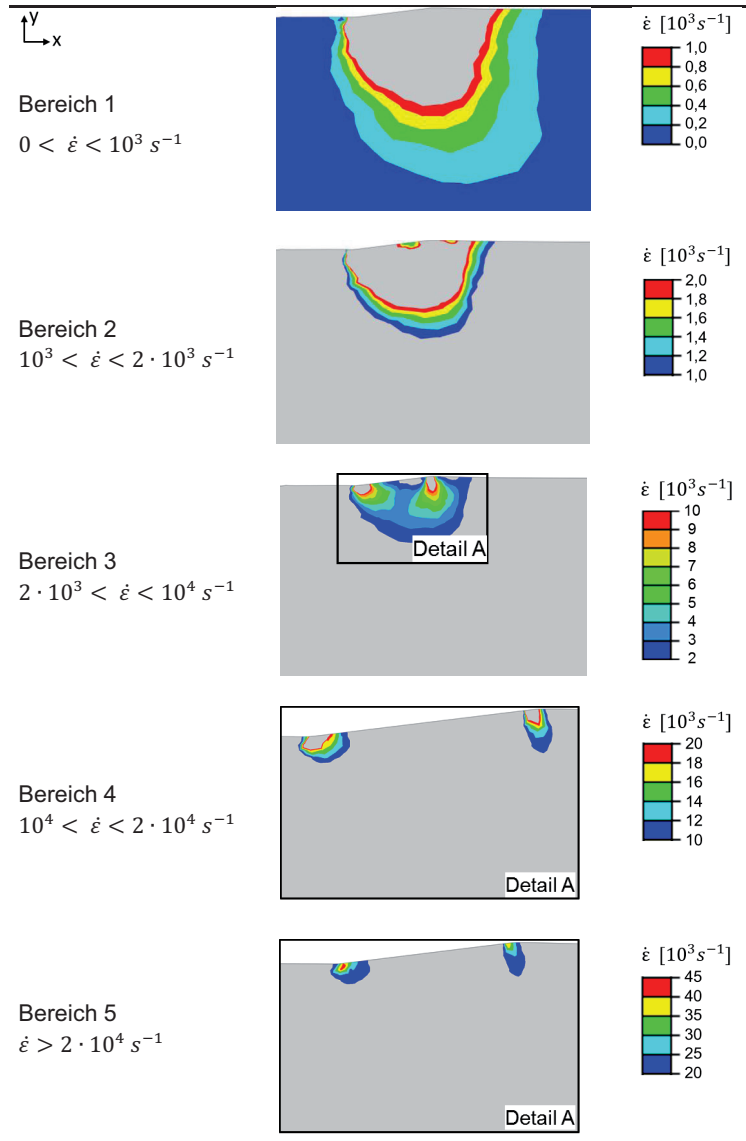 y
x
ε̇ [10³s⁻¹]
1,0
0,8
0,6
0,4
0,2
0,0
Bereich 1
0 < ε̇ < 10³ s⁻¹
ε̇ [10³s⁻¹]
2,0
1,8
1,6
1,4
1,2
1,0
Bereich 2
10³ < ε̇ < 2 · 10³ s⁻¹
Detail A
ε̇ [10³s⁻¹]
10
9
8
7
6
5
4
3
2
Bereich 3
2 · 10³ < ε̇ < 10⁴ s⁻¹
ε̇ [10³s⁻¹]
20
18
16
14
12
10
Bereich 4
10⁴ < ε̇ < 2 · 10⁴ s⁻¹
Detail A
ε̇ [10³s⁻¹]
45
40
35
30
25
20
Bereich 5
ε̇ > 2 · 10⁴ s⁻¹
Detail A